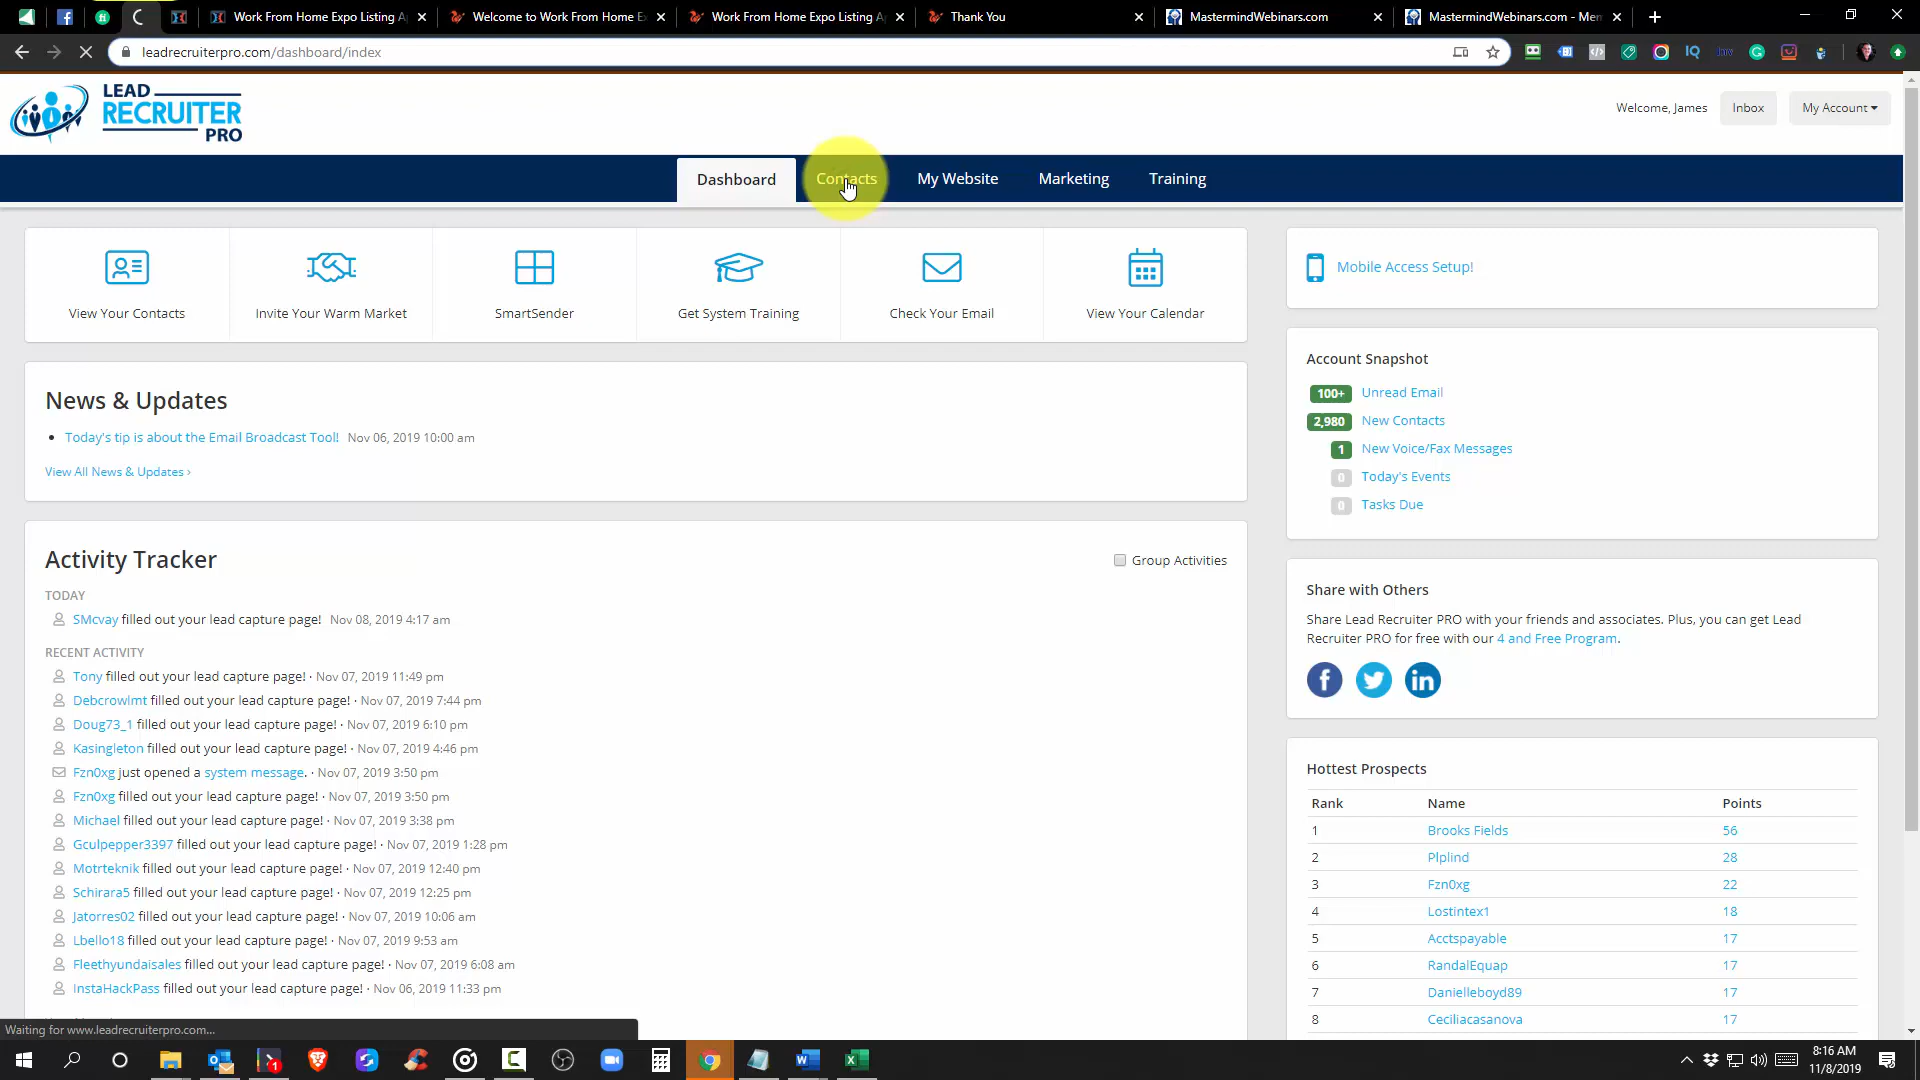 Work From Home Expo Listing A
Welcome to Work From Home E
Work From Home Expo Listing A
Thank You
MastermindWebinars.com
MastermindWebinars.com - Mem
leadrecruiterpro.com/dashboard/index
LEAD
RECRUITER
PRO
Welcome, James
Inbox
My Account
Dashboard
Contacts
My Website
Marketing
Training
View Your Contacts
Invite Your Warm Market
SmartSender
Get System Training
Check Your Email
View Your Calendar
Mobile Access Setup!
News & Updates
• Today's tip is about the Email Broadcast Tool! Nov 06, 2019 10:00 am
View All News & Updates ›
Account Snapshot
100+ Unread Email
2,980 New Contacts
1 New Voice/Fax Messages
0 Today's Events
0 Tasks Due
Activity Tracker
Group Activities
TODAY
SMcvay filled out your lead capture page! Nov 08, 2019 4:17 am
RECENT ACTIVITY
Tony filled out your lead capture page! · Nov 07, 2019 11:49 pm
Debcrowlmt filled out your lead capture page! · Nov 07, 2019 7:44 pm
Doug73_1 filled out your lead capture page! · Nov 07, 2019 6:10 pm
Kasingleton filled out your lead capture page! · Nov 07, 2019 4:46 pm
Fzn0xg just opened a system message. · Nov 07, 2019 3:50 pm
Fzn0xg filled out your lead capture page! · Nov 07, 2019 3:50 pm
Michael filled out your lead capture page! · Nov 07, 2019 3:38 pm
Gculpepper3397 filled out your lead capture page! · Nov 07, 2019 1:28 pm
Motrteknik filled out your lead capture page! · Nov 07, 2019 12:40 pm
Schirara5 filled out your lead capture page! · Nov 07, 2019 12:25 pm
Jatorres02 filled out your lead capture page! · Nov 07, 2019 10:06 am
Lbello18 filled out your lead capture page! · Nov 07, 2019 9:53 am
Fleethyundaisales filled out your lead capture page! · Nov 07, 2019 6:08 am
InstaHackPass filled out your lead capture page! · Nov 06, 2019 11:33 pm
Share with Others
Share Lead Recruiter PRO with your friends and associates. Plus, you can get Lead
Recruiter PRO for free with our 4 and Free Program.
Hottest Prospects
Rank Name Points
1 Brooks Fields 56
2 Plplind 28
3 Fzn0xg 22
4 Lostintex1 18
5 Acctspayable 17
6 RandalEquap 17
7 Danielleboyd89 17
8 Ceciliacasanova 17
Waiting for www.leadrecruiterpro.com...
8:16 AM
11/8/2019